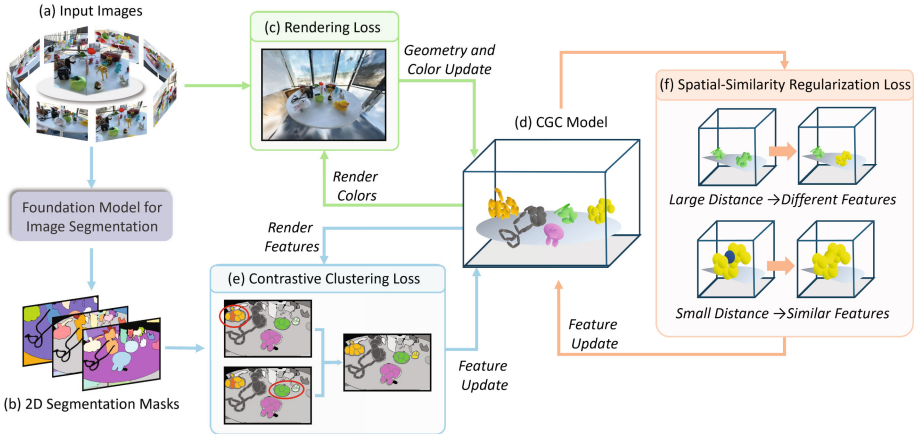 (a) Input Images
(c) Rendering Loss
Geometry and
Color Update
(f) Spatial-Similarity Regularization Loss
(d) CGC Model
Render
Colors
Large Distance →Different Features
Foundation Model for
Image Segmentation
Render
Features
(e) Contrastive Clustering Loss
Small Distance →Similar Features
Feature
Update
Feature
Update
(b) 2D Segmentation Masks